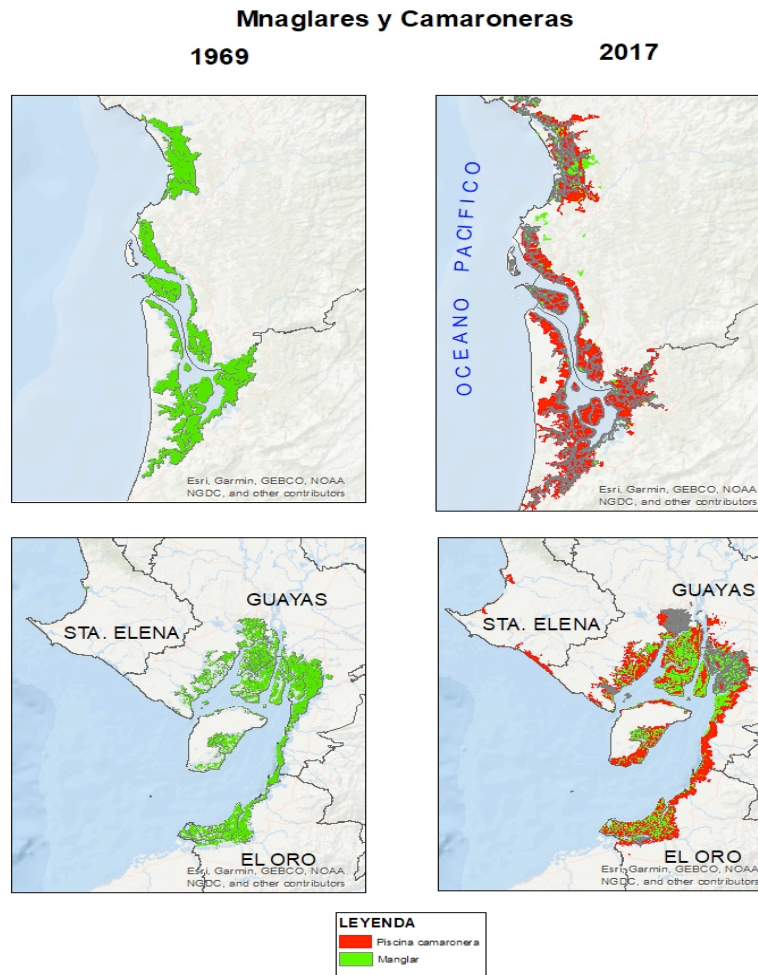 Mnaglares y Camaroneras
1969
2017
OCEANO PACIFICO
Esri, Garmin, GEBCO, NOAA
NGDC, and other contributors
Esri, Garmin, GEBCO, NOAA
NGDC, and other contributors
GUAYAS
STA. ELENA
EL ORO
Esri, Garmin, GEBCO, NOAA
NGDC, and other contributors
GUAYAS
STA. ELENA
EL ORO
Esri, Garmin, GEBCO, NOAA
NGDC, and other contributors
LEYENDA
Piscina camaronera
Manglar